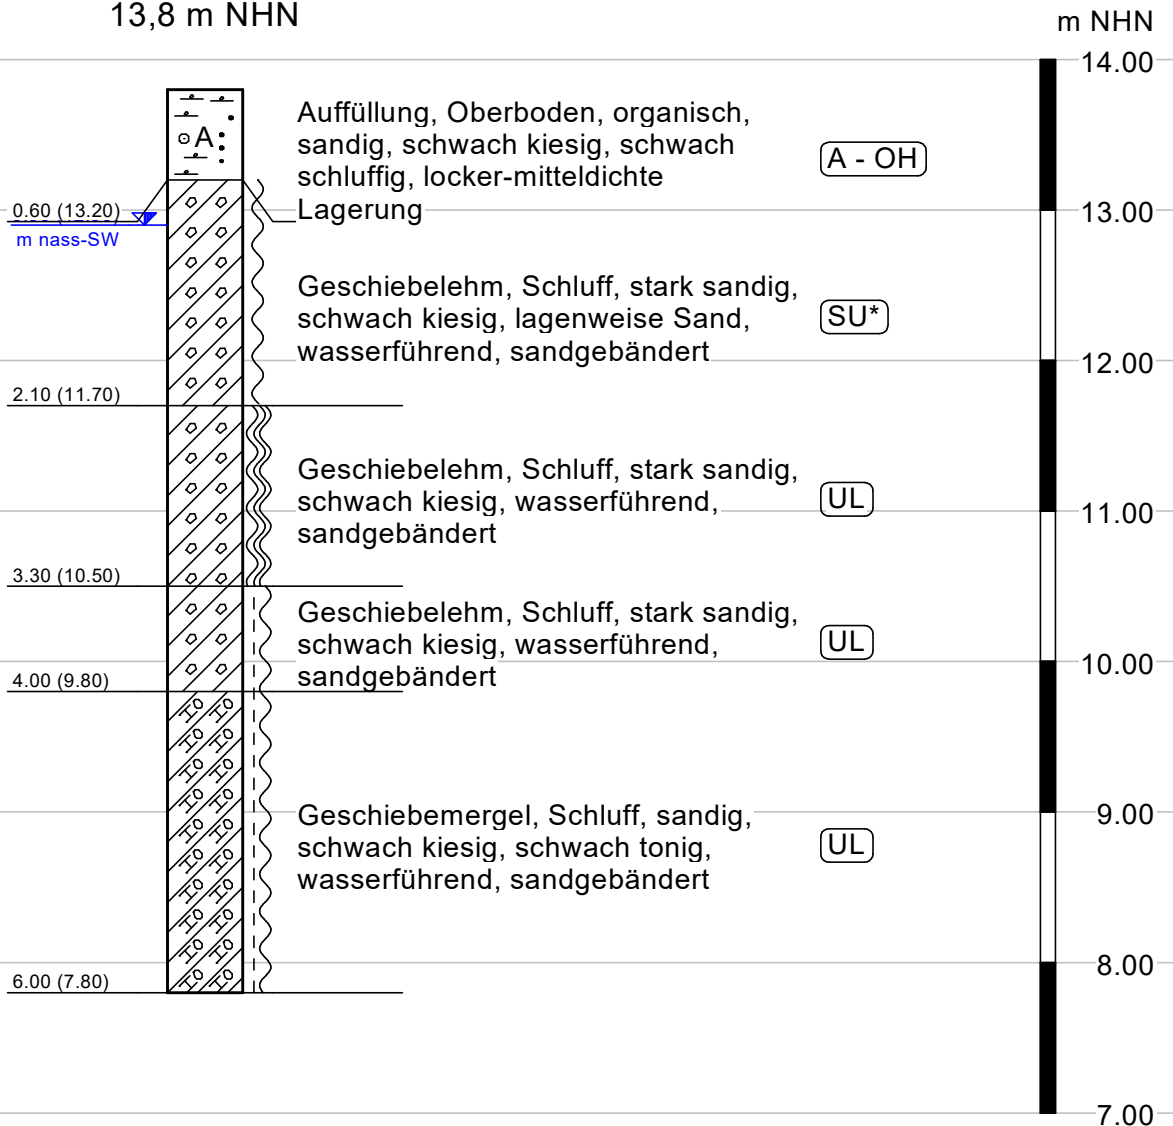 13,8 m NHN
m NHN
14.00
Auffüllung, Oberboden, organisch,
sandig, schwach kiesig, schwach
schluffig, locker-mitteldichte
Lagerung
A - OH
A
0.60 (13.20)
m nass-SW
13.00
Geschiebelehm, Schluff, stark sandig,
schwach kiesig, lagenweise Sand,
wasserführend, sandgebändert
SU*
12.00
2.10 (11.70)
Geschiebelehm, Schluff, stark sandig,
schwach kiesig, wasserführend,
sandgebändert
UL
11.00
3.30 (10.50)
Geschiebelehm, Schluff, stark sandig,
schwach kiesig, wasserführend,
sandgebändert
UL
10.00
4.00 (9.80)
Geschiebemergel, Schluff, sandig,
schwach kiesig, schwach tonig,
wasserführend, sandgebändert
UL
9.00
8.00
6.00 (7.80)
7.00